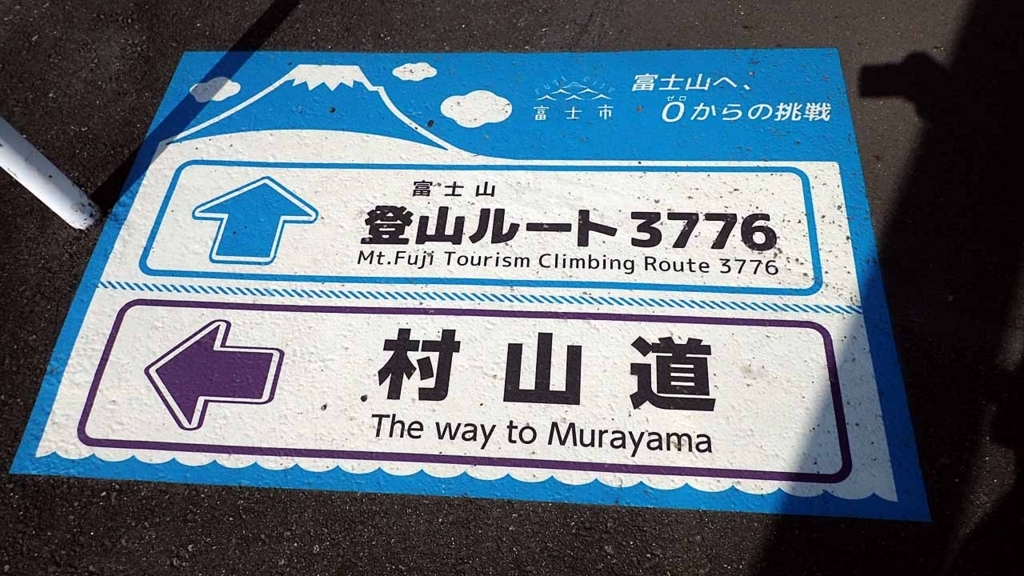 FUJI CITY
富士市
富士山へ、
ゼロ
0からの挑戦
富士山
登山ルート3776
Mt.Fuji Tourism Climbing Route 3776
村山道
The way to Murayama